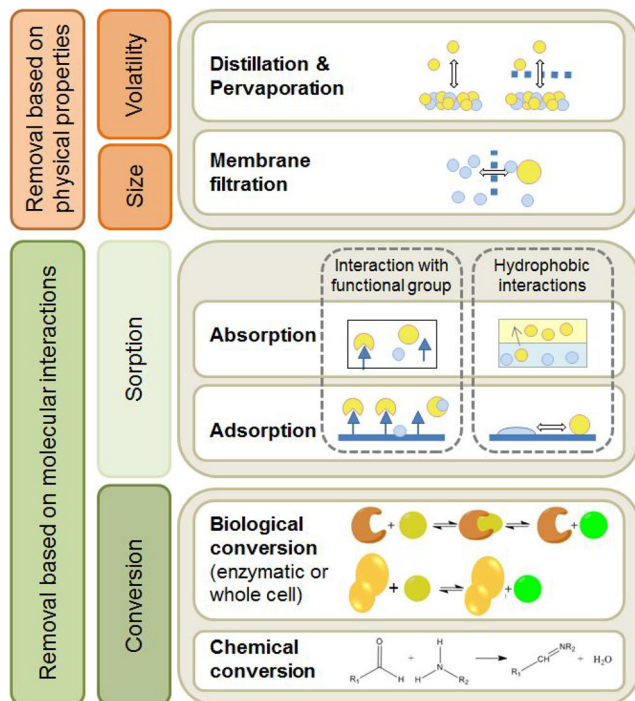 Removal based on
physical properties
Volatility
Size
Distillation &
Pervaporation
Membrane
filtration
Removal based on molecular interactions
Sorption
Conversion
Interaction with
functional group
Hydrophobic
interactions
Absorption
Adsorption
Biological
conversion
(enzymatic or
whole cell)
+ ⇌ ⇌ +
+ ⇌ +
Chemical
conversion
O
R1 H
+
H
H N R2
→
R1 CH NR2
+ H2O